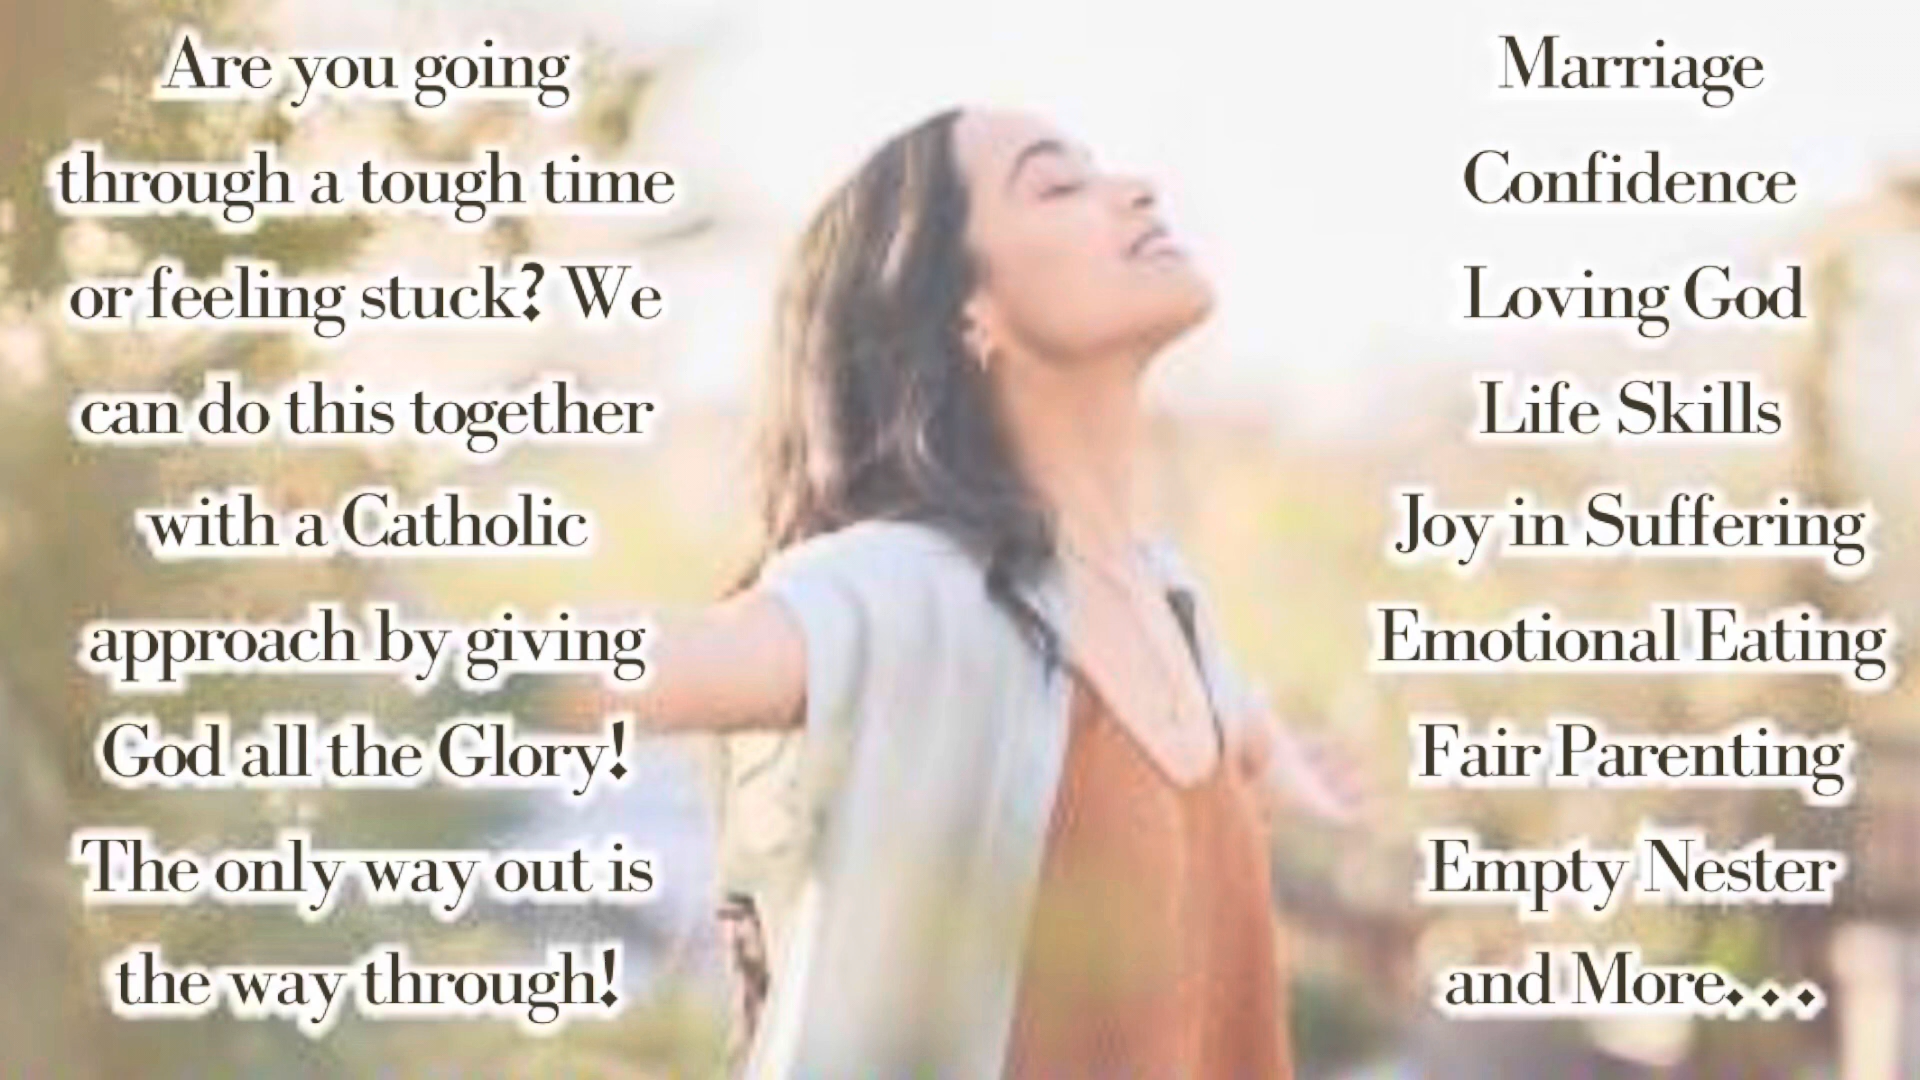 Are you going
through a tough time
or feeling stuck? We
can do this together
with a Catholic
approach by giving
God all the Glory!
The only way out is
the way through!
Marriage
Confidence
Loving God
Life Skills
Joy in Suffering
Emotional Eating
Fair Parenting
Empty Nester
and More...